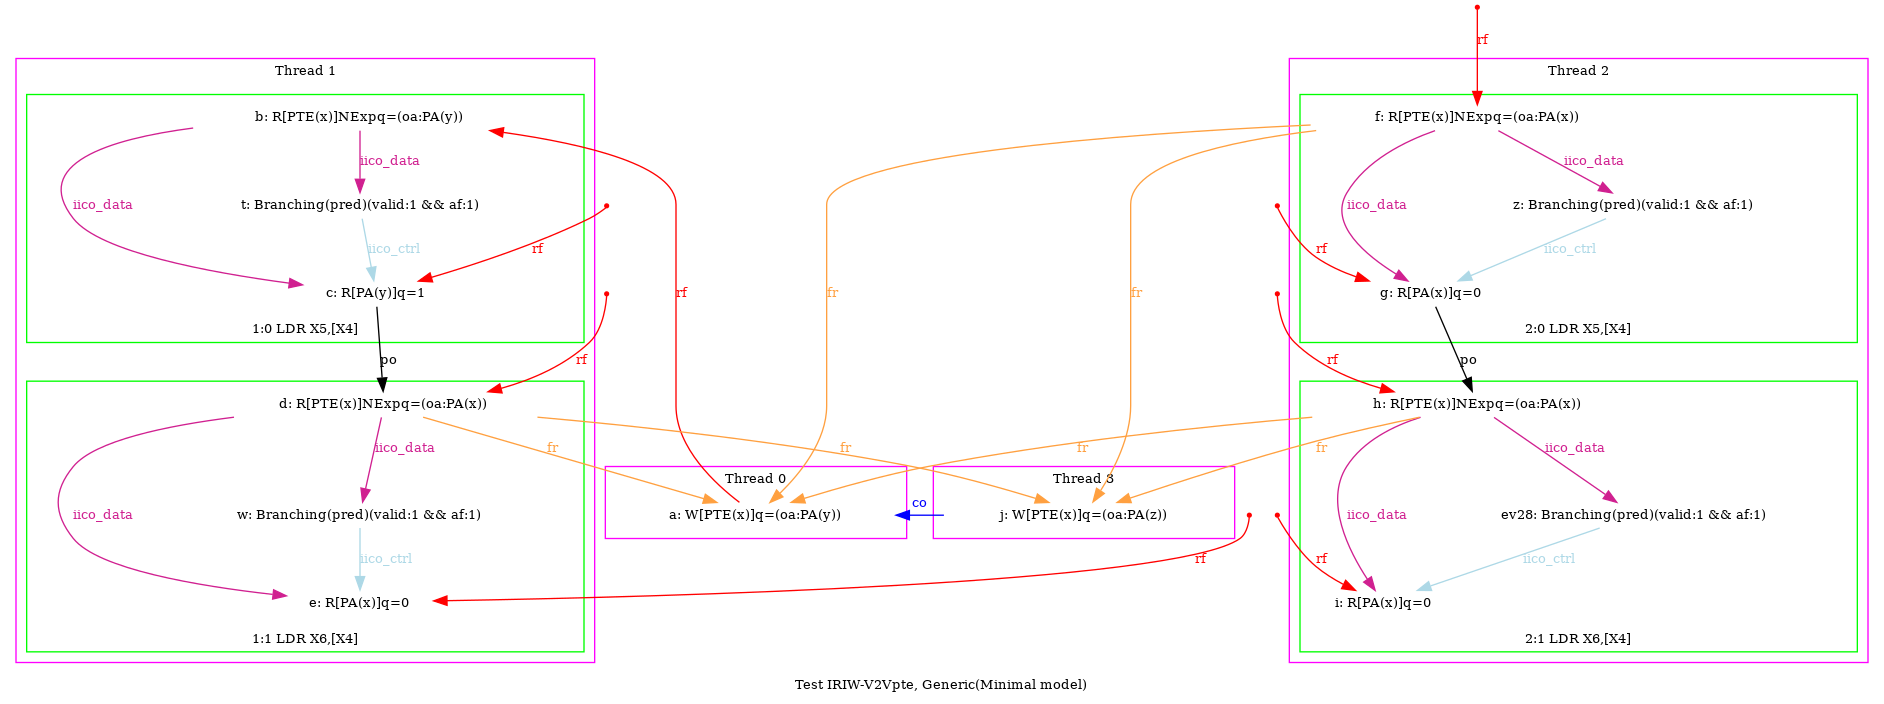 rf
Thread 1
Thread 2
b: R[PTE(x)]NExpq=(oa:PA(y))
f: R[PTE(x)]NExpq=(oa:PA(x))
iico_data
iico_data
iico_data
t: Branching(pred)(valid:1 && af:1)
iico_data
z: Branching(pred)(valid:1 && af:1)
iico_ctrl
rf
rf
iico_ctrl
c: R[PA(y)]q=1
rf
fr
fr
g: R[PA(x)]q=0
1:0 LDR X5,[X4]
2:0 LDR X5,[X4]
po
rf
rf
po
d: R[PTE(x)]NExpq=(oa:PA(x))
h: R[PTE(x)]NExpq=(oa:PA(x))
iico_data
fr
fr
fr
fr
iico_data
Thread 0
Thread 3
iico_data
w: Branching(pred)(valid:1 && af:1)
a: W[PTE(x)]q=(oa:PA(y))
co
j: W[PTE(x)]q=(oa:PA(z))
iico_data
ev28: Branching(pred)(valid:1 && af:1)
iico_ctrl
rf
rf
iico_ctrl
e: R[PA(x)]q=0
i: R[PA(x)]q=0
1:1 LDR X6,[X4]
2:1 LDR X6,[X4]
Test IRIW-V2Vpte, Generic(Minimal model)